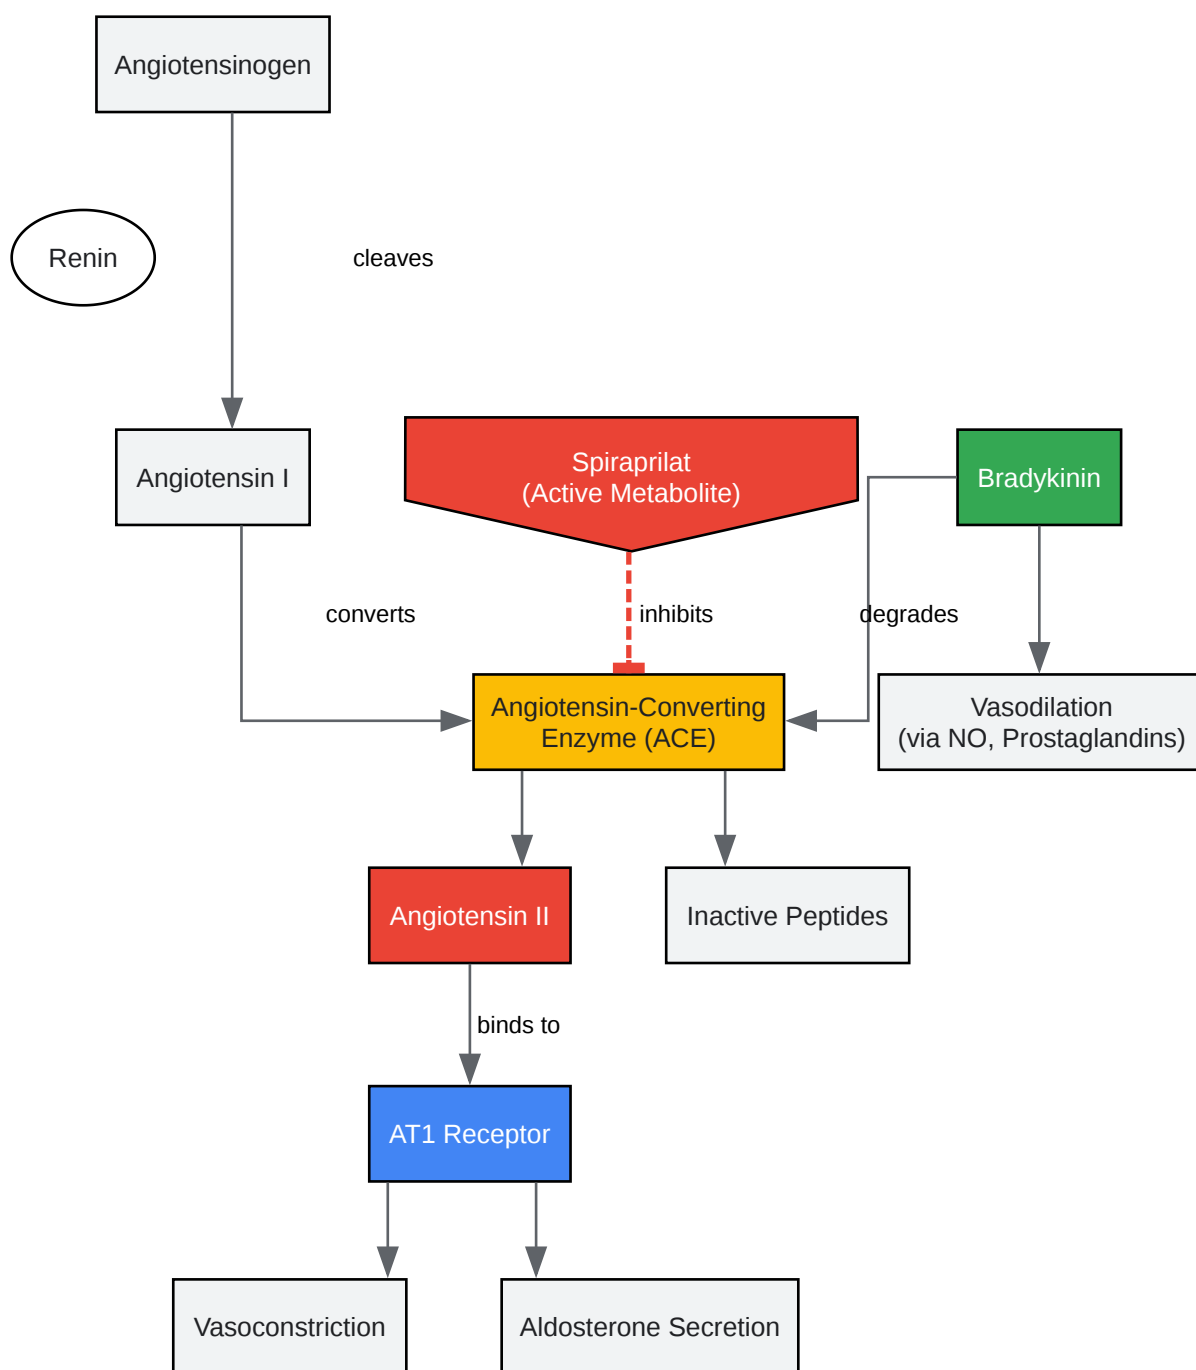 Angiotensinogen
Renin
cleaves
Angiotensin I
Spiraprilat
(Active Metabolite)
Bradykinin
converts
inhibits
degrades
Angiotensin-Converting
Enzyme (ACE)
Vasodilation
(via NO, Prostaglandins)
Angiotensin II
Inactive Peptides
binds to
AT1 Receptor
Vasoconstriction
Aldosterone Secretion